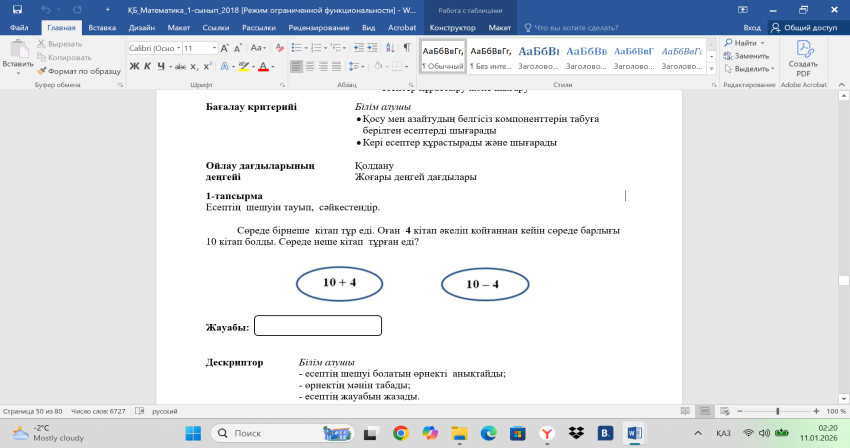 ҚБ_Математика_1-сынып_2018 [Режим ограниченной функциональности] - W...
Работа с таблицами
Файл Главная Вставка Дизайн Макет Ссылки Рассылки Рецензирование Вид Acrobat Конструктор Макет Что вы хотите сделать? Вход Общий доступ
Вставить
Вырезать
Копировать
Формат по образцу
Calibri (Осно 11
Ж К Ч abc x₂ x²
АаБбВвГг, АаБбВвГг, АаБбВı АаБбВв АаБбВвГ АаБбВвГг
¶ Обычный ¶ Без инте... Заголово... Заголово... Заголово... Заголово...
Найти
Заменить
Выделить
Создать
PDF
Буфер обмена Шрифт Абзац Стили Редактирование Adobe Acrobat
Бағалау критерийі Білім алушы
• Қосу мен азайтудың белгісіз компоненттерін табуға
берілген есептерді шығарады
• Кері есептер құрастырады және шығарады
Ойлау дағдыларының Қолдану
деңгейі Жоғары деңгей дағдылары
1-тапсырма
Есептің шешуін тауып, сәйкестендір.
Сөреде бірнеше кітап тұр еді. Оған 4 кітап әкеліп қойғаннан кейін сөреде барлығы
10 кітап болды. Сөреде неше кітап тұрған еді?
10 + 4 10 – 4
Жауабы:
Дескриптор Білім алушы
- есептің шешуі болатын өрнекті анықтайды;
- өрнектің мәнін табады;
- есептің жауабын жазады.
Страница 50 из 80 Число слов: 6727 русский 100 %
-2°C
Mostly cloudy
Поиск
ҚАЗ
02:20
11.01.2026